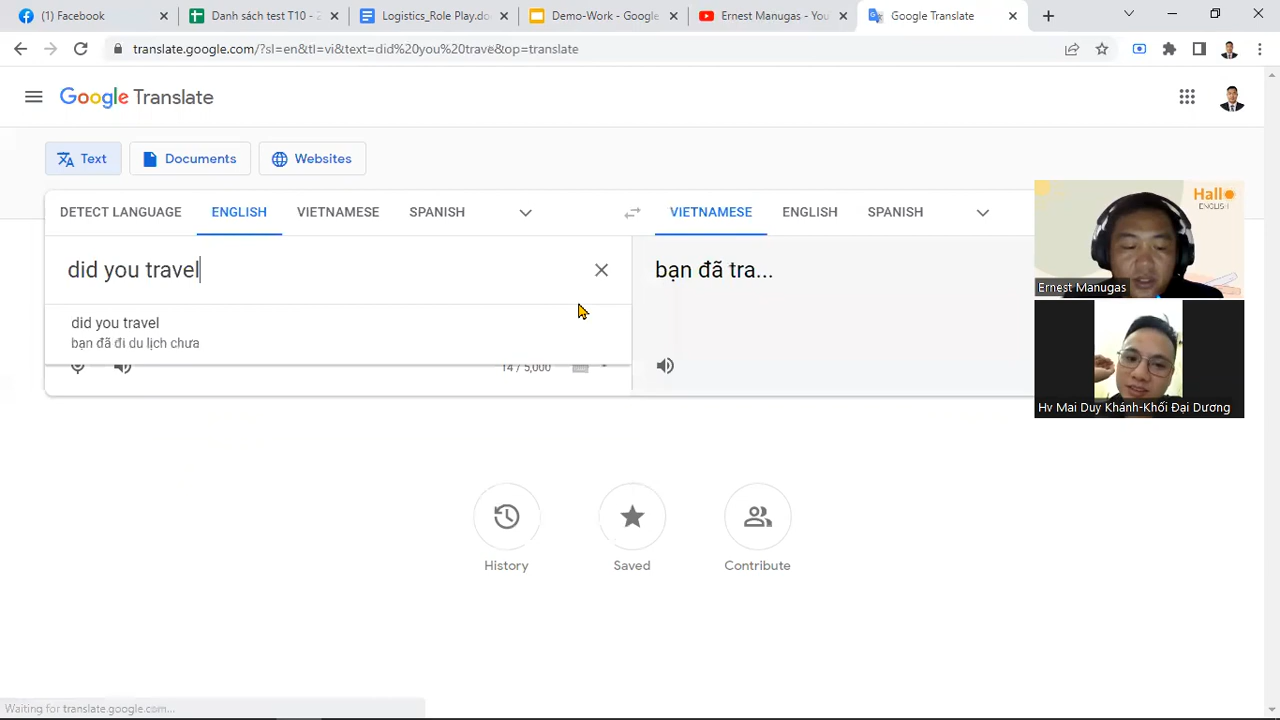 (1) Facebook
Danh sách test T10 - 2
Logistics_Role Play.do
Demo-Work - Google
Ernest Manugas - You
Google Translate
translate.google.com/?sl=en&tl=vi&text=did%20you%20trave&op=translate
Google Translate
Text
Documents
Websites
DETECT LANGUAGE
ENGLISH
VIETNAMESE
SPANISH
VIETNAMESE
ENGLISH
SPANISH
did you travel
bạn đã tra...
did you travel
bạn đã đi du lịch chưa
14 / 5,000
Hallo
ENGLISH
Ernest Manugas
Hv Mai Duy Khánh-Khối Đại Dương
History
Saved
Contribute
Waiting for translate.google.com...